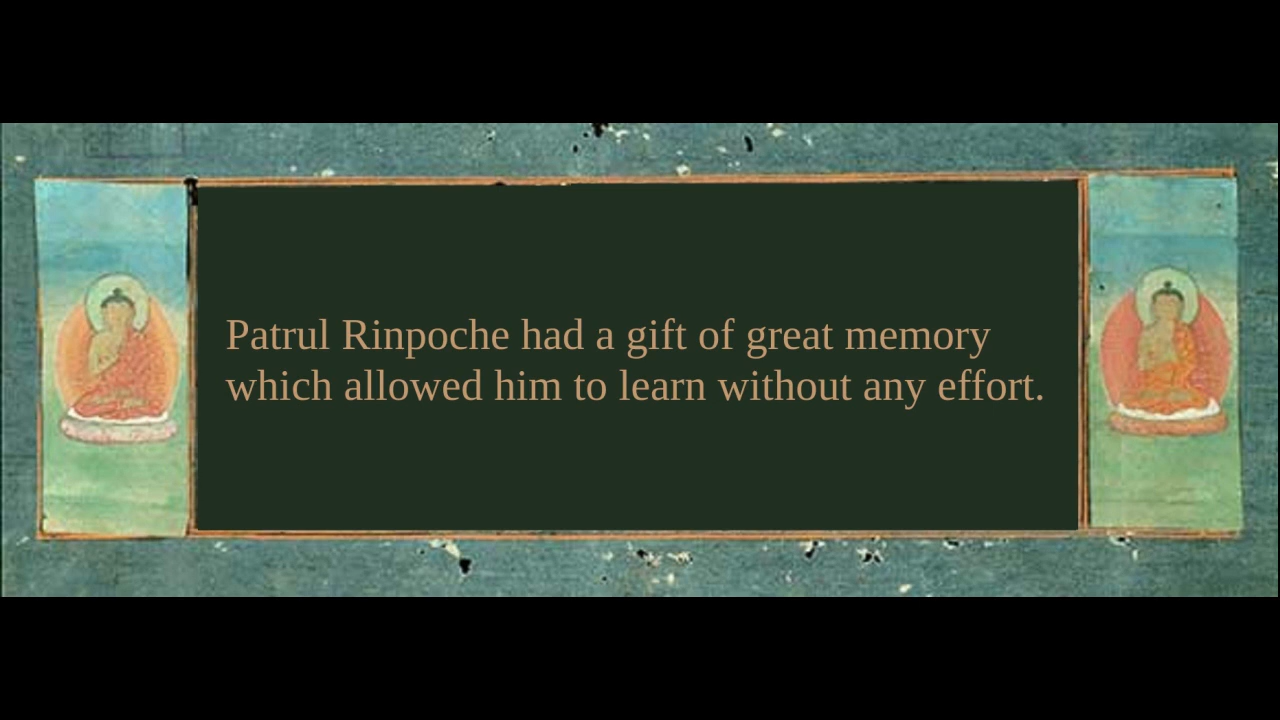 Patrul Rinpoche had a gift of great memory
which allowed him to learn without any effort.